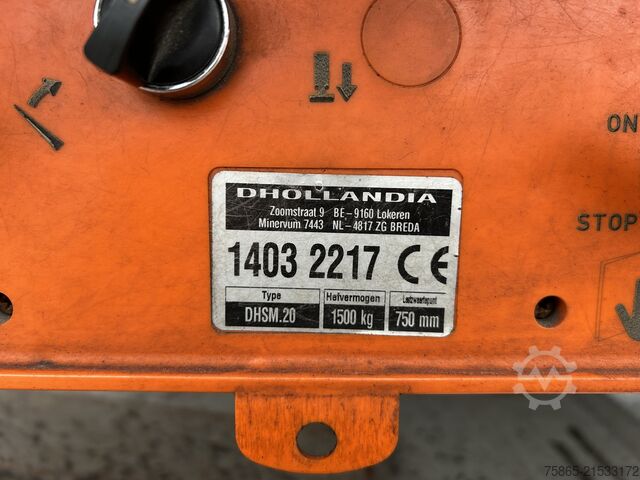 ON
STOP
DHOLLANDIA
Zoomstraat 9 BE-9160 Lokeren
Minervum 7443 NL-4817 ZG BREDA
1403 2217 CE
Type Hefvermogen Lastzwaartepunt
DHSM.20 1500 kg 750 mm
75865-21533172